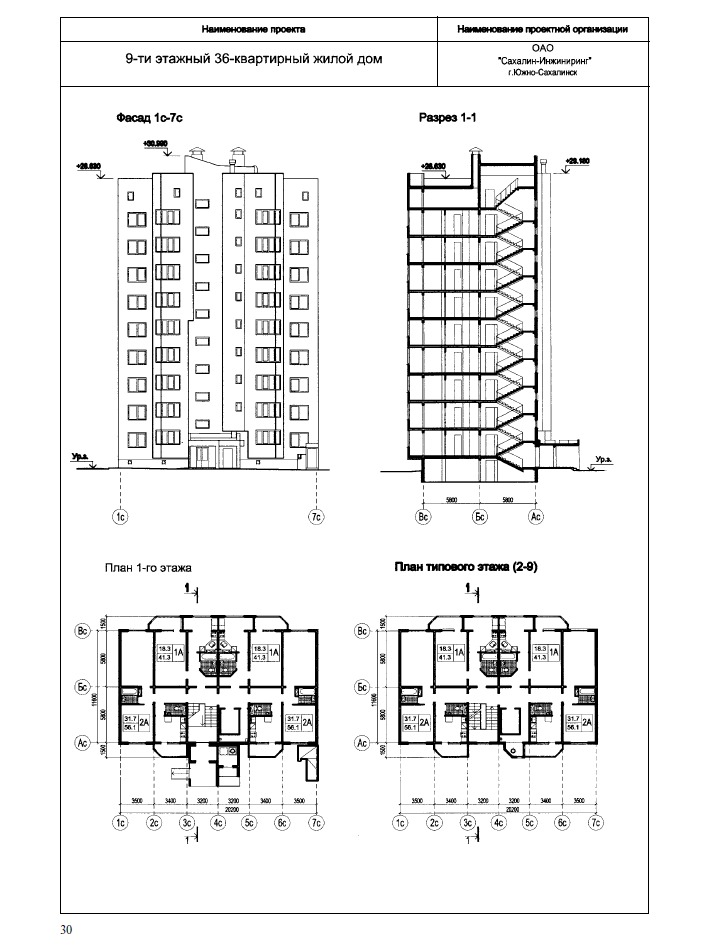 Наименование проекта
Наименование проектной организации
9-ти этажный 36-квартирный жилой дом
ОАО
"Сахалин-Инжиниринг"
г.Южно-Сахалинск
Фасад 1с-7с
Разрез 1-1
+30.990
+28.630
+28.630
+29.160
Ур.з.
Ур.з.
5800
5800
1с
7с
Вс
Бс
Ас
План 1-го этажа
План типового этажа (2-9)
1
1
Вс
Бс
Ас
1500
5800
5800
11600
1500
18.3
41.3
1А
18.3
41.3
1А
31.7
56.1
2А
31.7
56.1
2А
3500
3400
3200
3200
3400
3500
20200
1с
2с
3с
4с
5с
6с
7с
1
Вс
Бс
Ас
1500
5800
5800
11600
1500
18.3
41.3
1А
18.3
41.3
1А
31.7
56.1
2А
31.7
56.1
2А
3500
3400
3200
3200
3400
3500
20200
1с
2с
3с
4с
5с
6с
7с
1
30